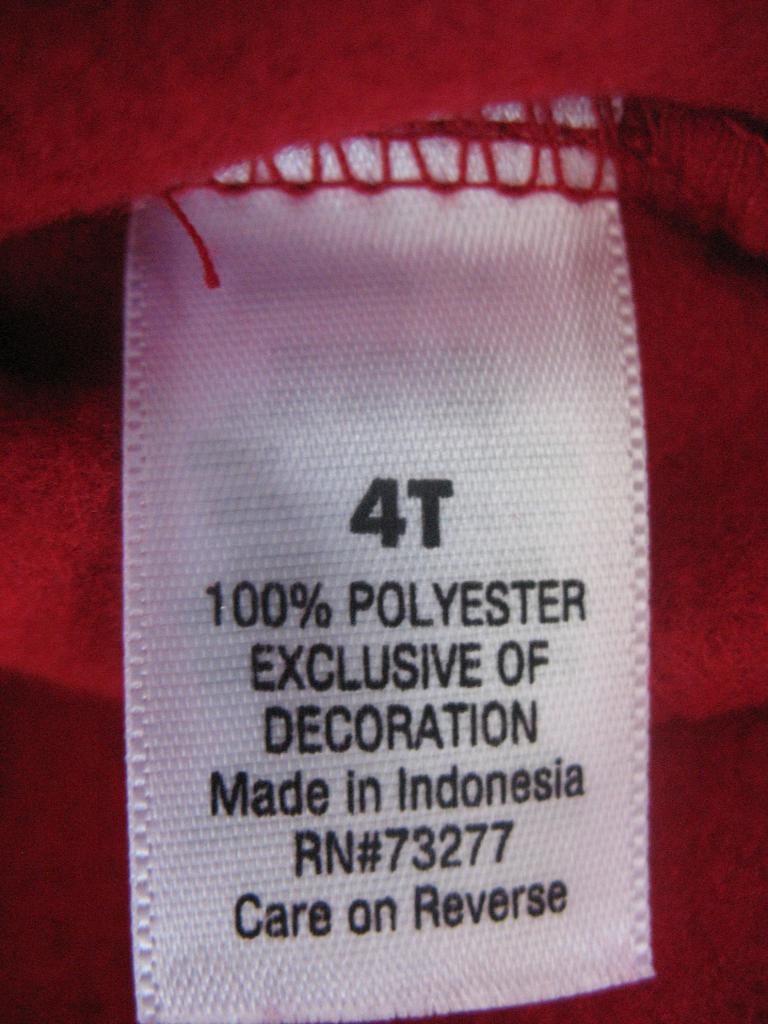 4T
100% POLYESTER
EXCLUSIVE OF
DECORATION
Made in Indonesia
RN#73277
Care on Reverse